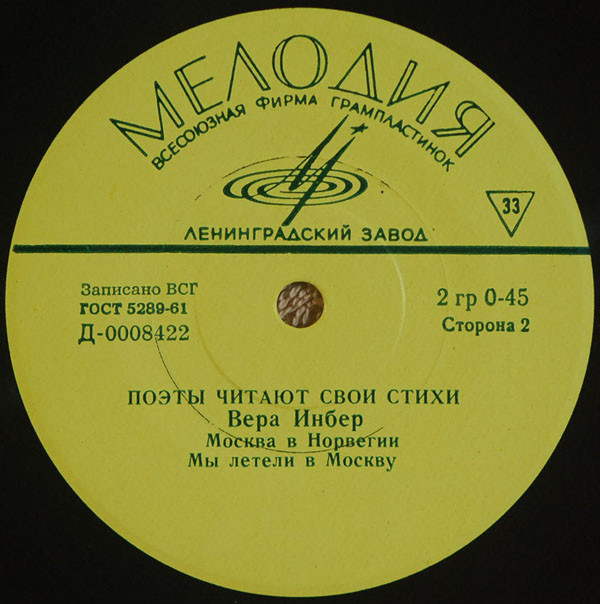 МЕЛОДИЯ
ВСЕСОЮЗНАЯ ФИРМА ГРАМПЛАСТИНОК
33
ЛЕНИНГРАДСКИЙ ЗАВОД
Записано ВСГ
ГОСТ 5289-61
Д-0008422
2 гр 0-45
Сторона 2
ПОЭТЫ ЧИТАЮТ СВОИ СТИХИ
Вера Инбер
Москва в Норвегии
Мы летели в Москву